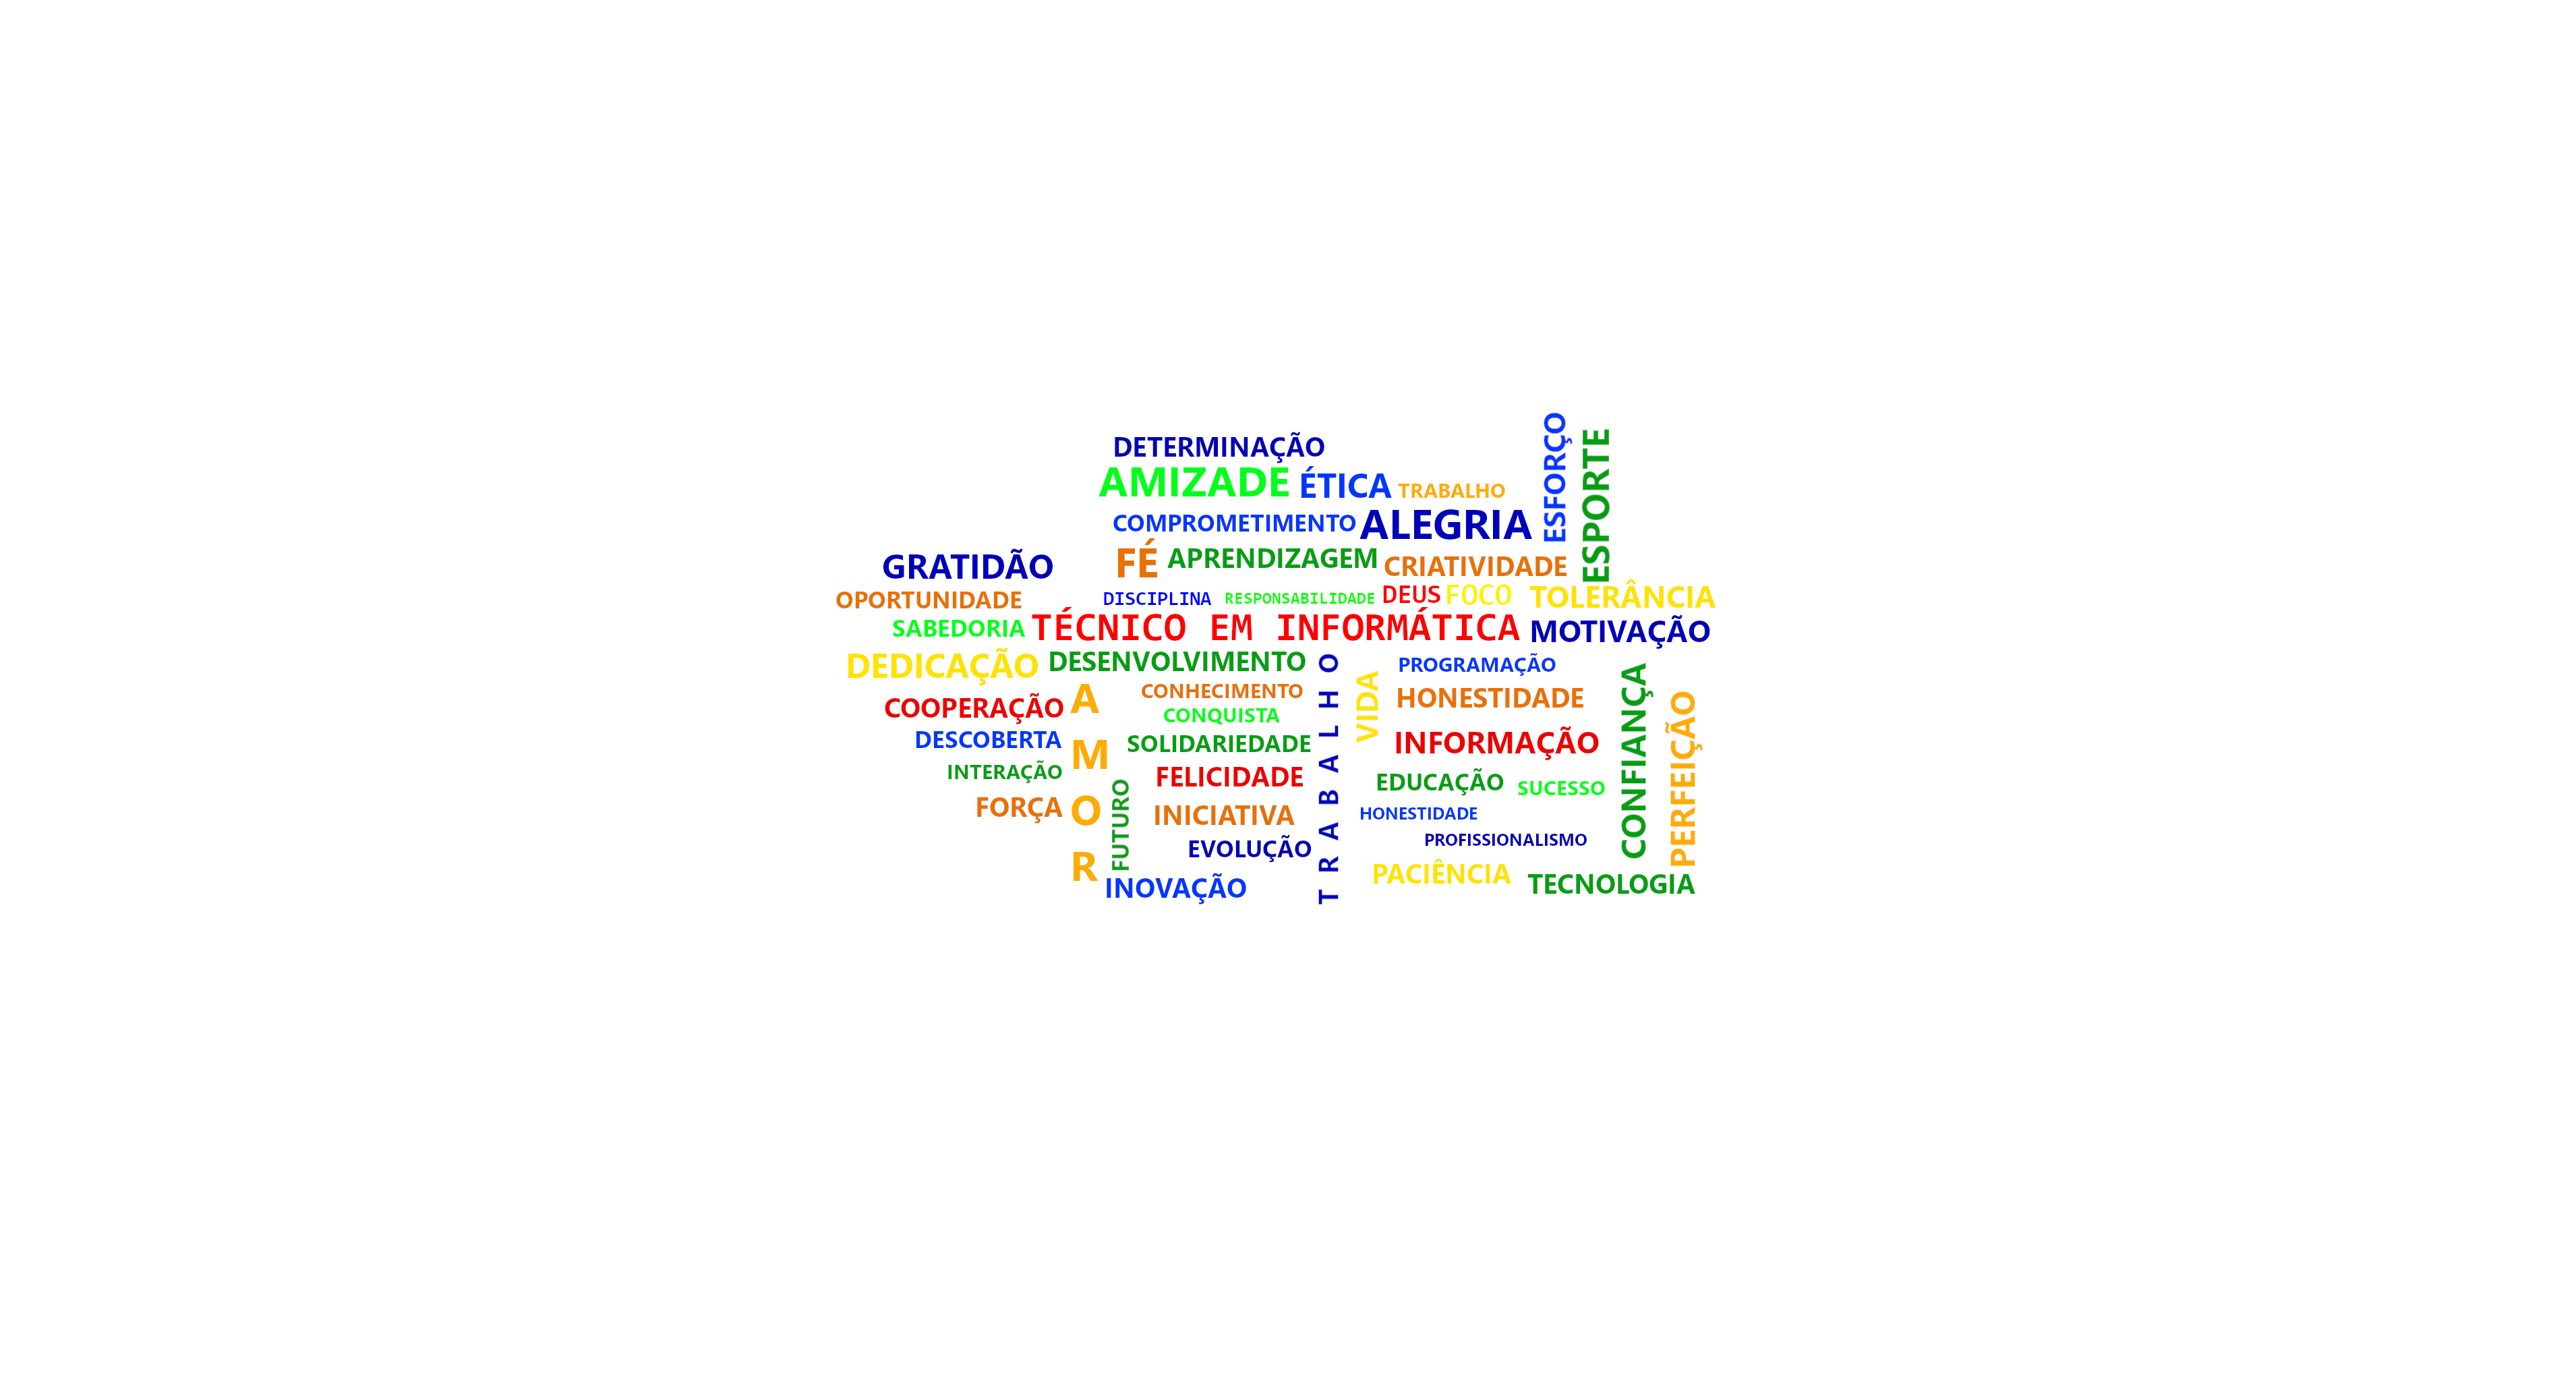 DETERMINAÇÃO
AMIZADE ÉTICA TRABALHO
ESFORÇO
ESPORTE
COMPROMETIMENTO ALEGRIA
GRATIDÃO FÉ APRENDIZAGEM CRIATIVIDADE
OPORTUNIDADE DISCIPLINA RESPONSABILIDADE DEUS FOCO TOLERÂNCIA
SABEDORIA TÉCNICO EM INFORMÁTICA MOTIVAÇÃO
DEDICAÇÃO DESENVOLVIMENTO PROGRAMAÇÃO
AMOR
TRABALHO
VIDA
CONFIANÇA
PERFEIÇÃO
CONHECIMENTO HONESTIDADE
COOPERAÇÃO CONQUISTA
DESCOBERTA SOLIDARIEDADE INFORMAÇÃO
INTERAÇÃO FELICIDADE EDUCAÇÃO SUCESSO
FUTURO
FORÇA INICIATIVA HONESTIDADE
EVOLUÇÃO PROFISSIONALISMO
INOVAÇÃO PACIÊNCIA TECNOLOGIA